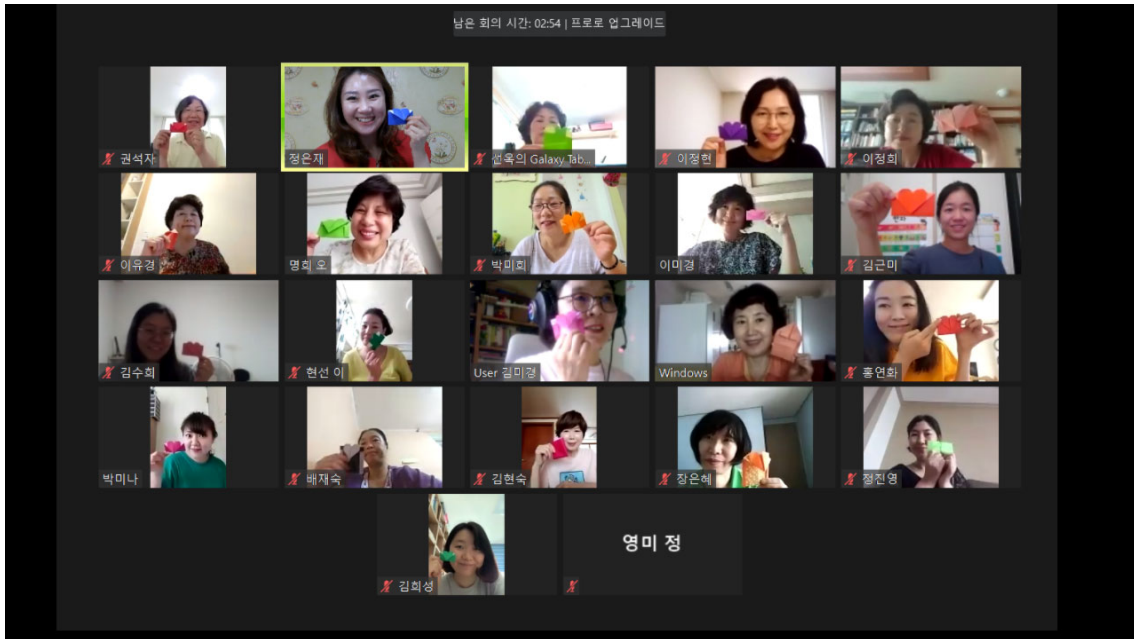 남은 회의 시간: 02:54 | 프로로 업그레이드
권석자
정은재
선옥의 Galaxy Tab...
이정현
이정희
이유경
명희 오
박미희
이미경
김근미
김수희
현선 이
User 김미경
Windows
홍연화
박미나
배재숙
김현숙
장은혜
정진영
김희성
영미 정